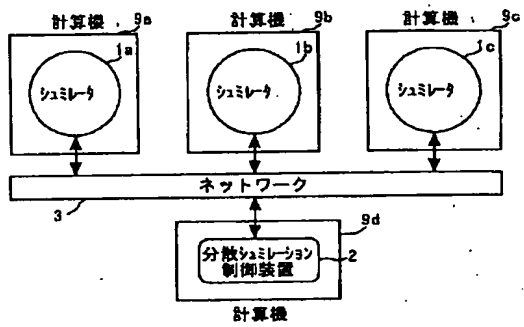 計算機 9a
計算機 9b
計算機 9c
1a
1b
1c
シュミレータ
シュミレータ
シュミレータ
ネットワーク
3
9d
分散シュミレーション
制御装置
2
計算機